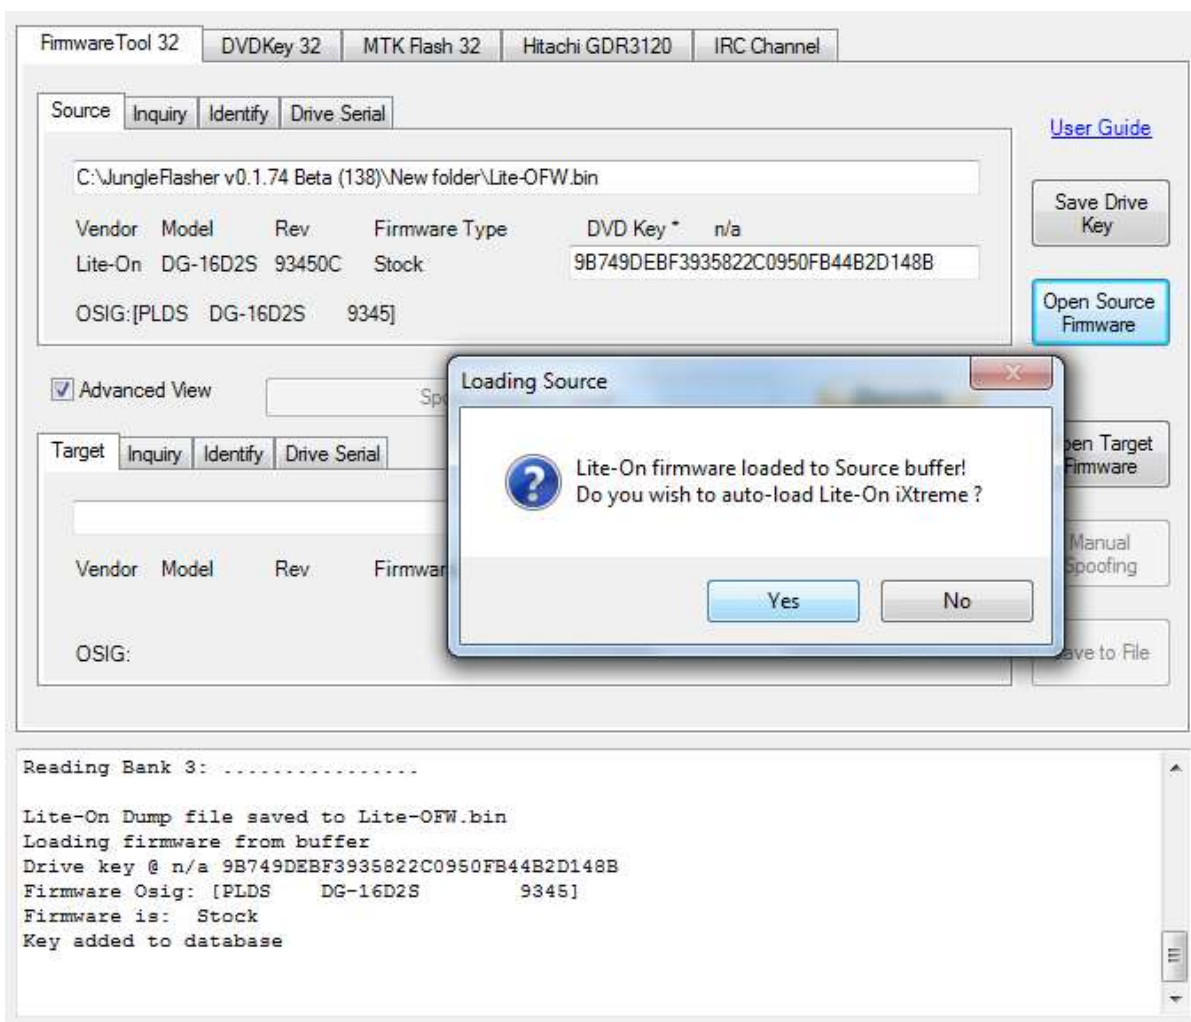 FirmwareTool 32 DVDKey 32 MTK Flash 32 Hitachi GDR3120 IRC Channel
Source Inquiry Identify Drive Serial
User Guide
C:\JungleFlasher v0.1.74 Beta (138)\New folder\Lite-OFW.bin
Save Drive
Key
Vendor Model Rev Firmware Type DVD Key * n/a
Lite-On DG-16D2S 93450C Stock 9B749DEBF3935822C0950FB44B2D148B
Open Source
Firmware
OSIG:[PLDS DG-16D2S 9345]
Loading Source
Advanced View
Target Inquiry Identify Drive Serial
Target
Firmware
Lite-On firmware loaded to Source buffer!
Do you wish to auto-load Lite-On iXtreme ?
Manual
Spoofing
Vendor Model Rev
Yes No
OSIG:
to File
Reading Bank 3: ................
Lite-On Dump file saved to Lite-OFW.bin
Loading firmware from buffer
Drive key @ n/a 9B749DEBF3935822C0950FB44B2D148B
Firmware Osig: [PLDS DG-16D2S 9345]
Firmware is: Stock
Key added to database